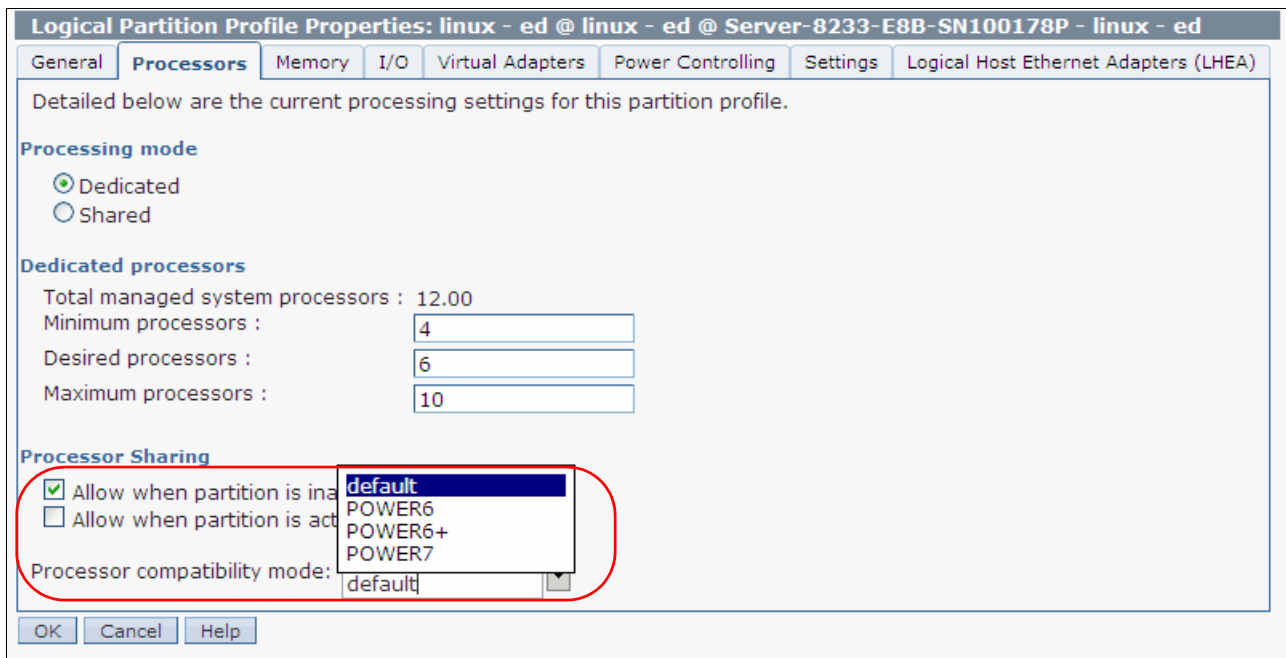 Logical Partition Profile Properties: linux - ed @ linux - ed @ Server-8233-E8B-SN100178P - linux - ed
General Processors Memory I/O Virtual Adapters Power Controlling Settings Logical Host Ethernet Adapters (LHEA)
Detailed below are the current processing settings for this partition profile.
Processing mode
Dedicated
Shared
Dedicated processors
Total managed system processors : 12.00
Minimum processors : 4
Desired processors : 6
Maximum processors : 10
Processor Sharing
Allow when partition is ina
Allow when partition is act
default
POWER6
POWER6+
POWER7
Processor compatibility mode: default
OK Cancel Help